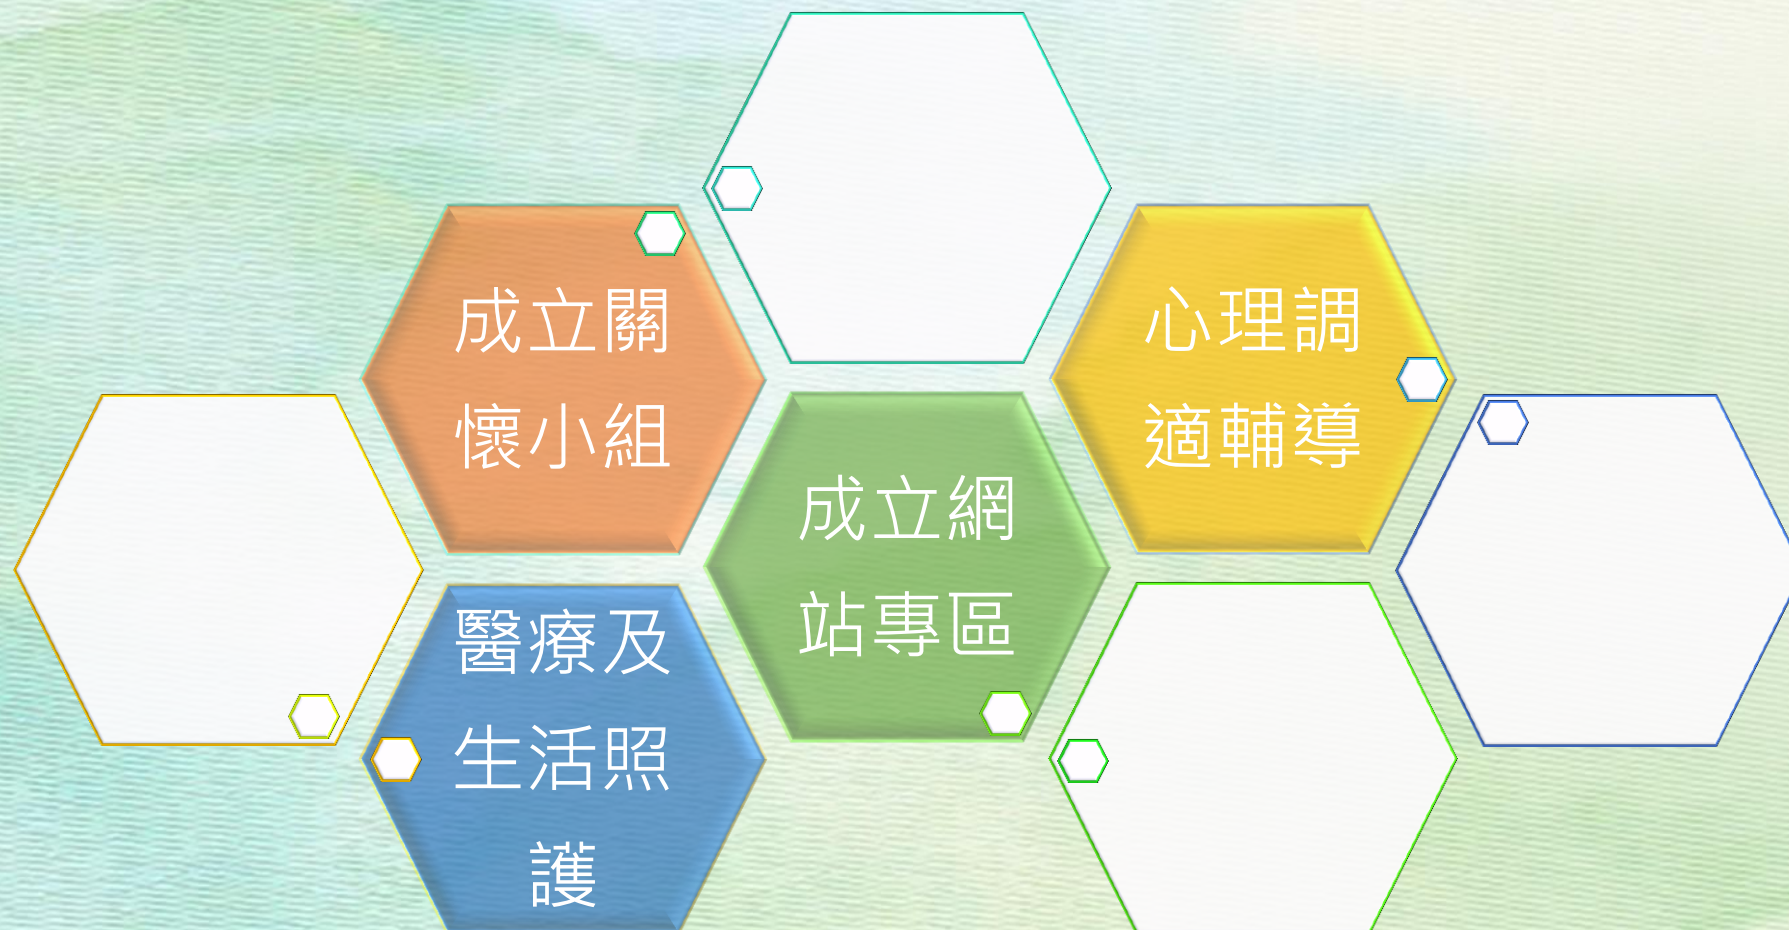 成立關
懷小組
心理調
適輔導
成立網
站專區
醫療及
生活照
護